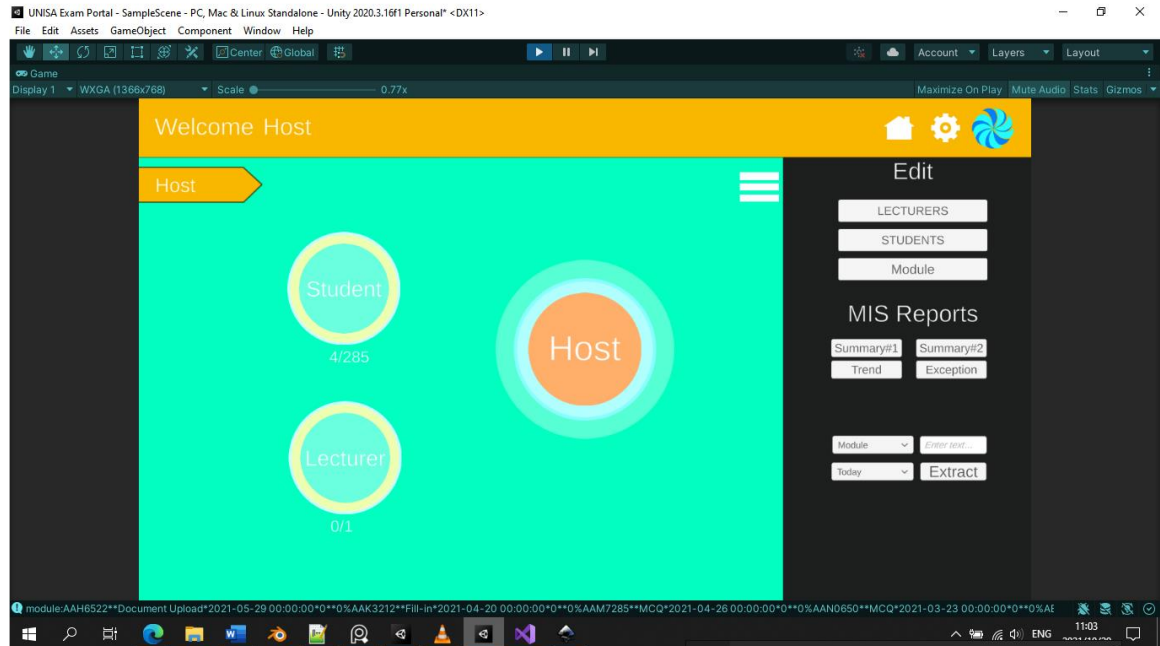 UNISA Exam Portal - SampleScene - PC, Mac & Linux Standalone - Unity 2020.3.16f1 Personal* <DX11>
File Edit Assets GameObject Component Window Help
Center Global Account Layers Layout
Game
Display 1 WXGA (1366x768) Scale 0.77x Maximize On Play Mute Audio Stats Gizmos
Welcome Host
Host
Student
4/285
Host
Lecturer
0/1
Edit
LECTURERS
STUDENTS
Module
MIS Reports
Summary#1 Summary#2
Trend Exception
Module Enter text...
Today Extract
module:AAH6522**Document Upload*2021-05-29 00:00:00*0**0%AAK3212**Fill-in*2021-04-20 00:00:00*0**0%AAM7285**MCQ*2021-04-26 00:00:00*0**0%AAN0650**MCQ*2021-03-23 00:00:00*0**0%AE
ENG 11:03